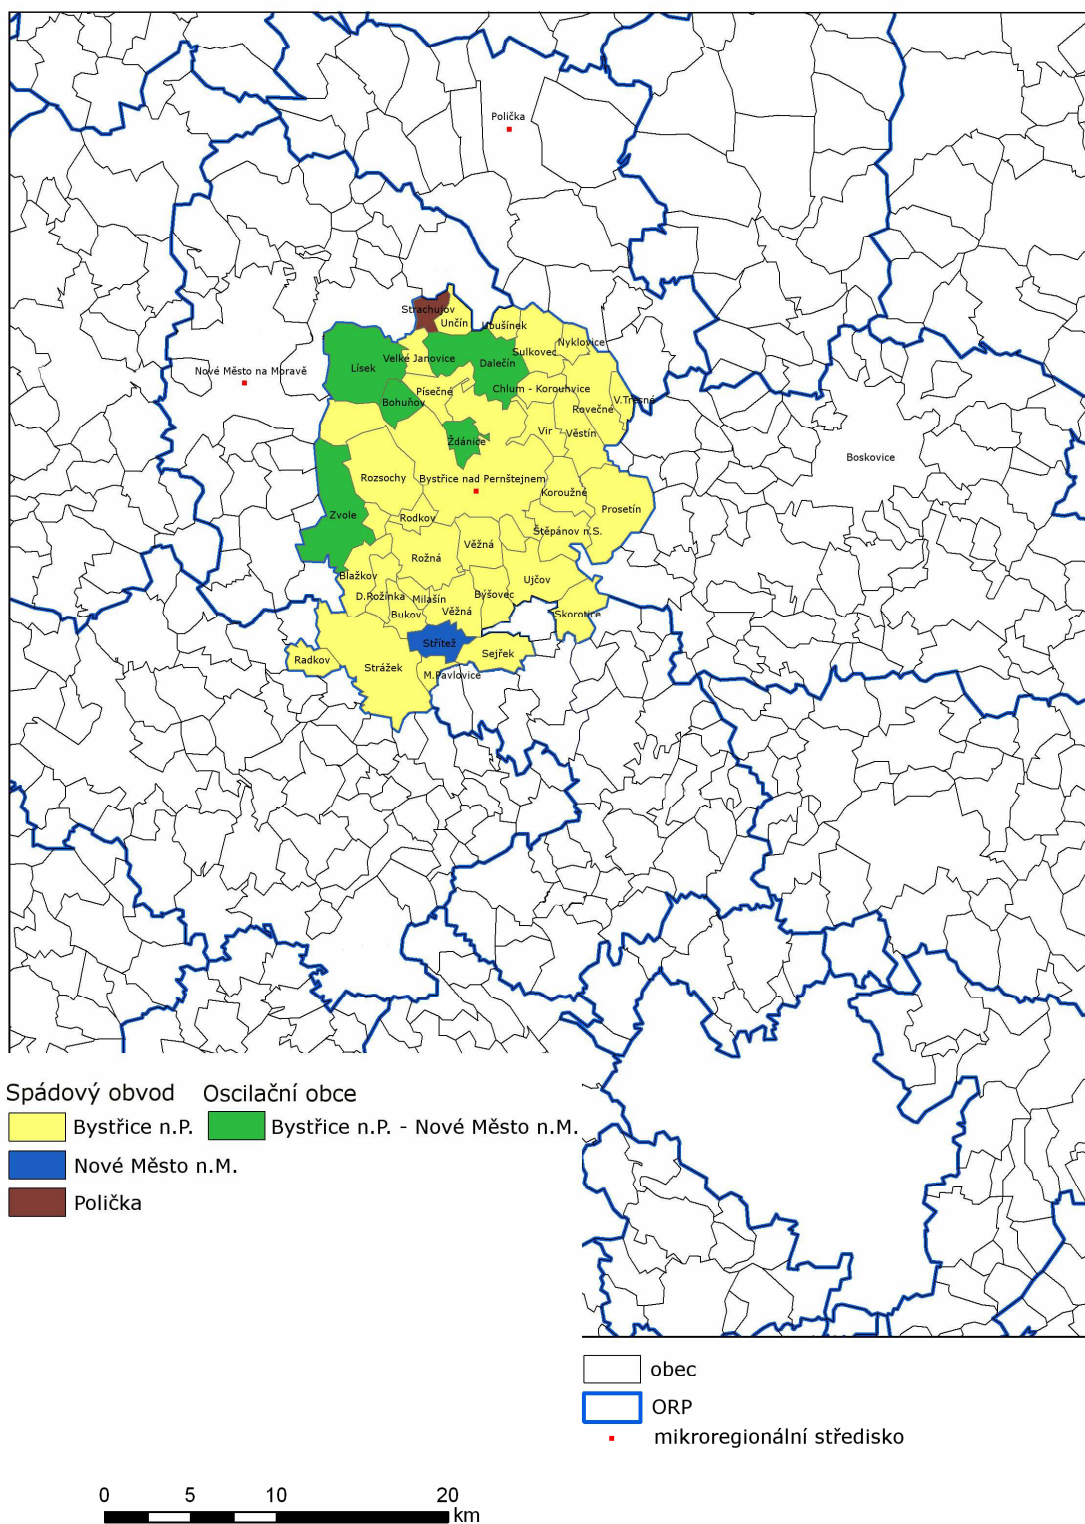 Polička
Strachujov
Unčín
Ubušínek
Nyklovice
Sulkovec
Velké Janovice
Dalečín
Lísek
Nové Město na Moravě
Písečné
Chlum - Korouhvice
Bohuňov
V.Tresné
Rovečné
Vír
Věstín
Ždánice
Boskovice
Rozsochy
Bystřice nad Pernštejnem
Koroužné
Prosetín
Zvole
Rodkov
Štěpánov n.S.
Věžná
Rožná
Blažkov
Ujčov
D.Rožínka
Milašín
Býšovec
Bukov
Věžná
Skorotice
Střítež
Sejřek
Radkov
Strážek
M.Pavlovice
Spádový obvod Oscilační obce
Bystřice n.P. Bystřice n.P. - Nové Město n.M.
Nové Město n.M.
Polička
obec
ORP
mikroregionální středisko
0 5 10 20
km